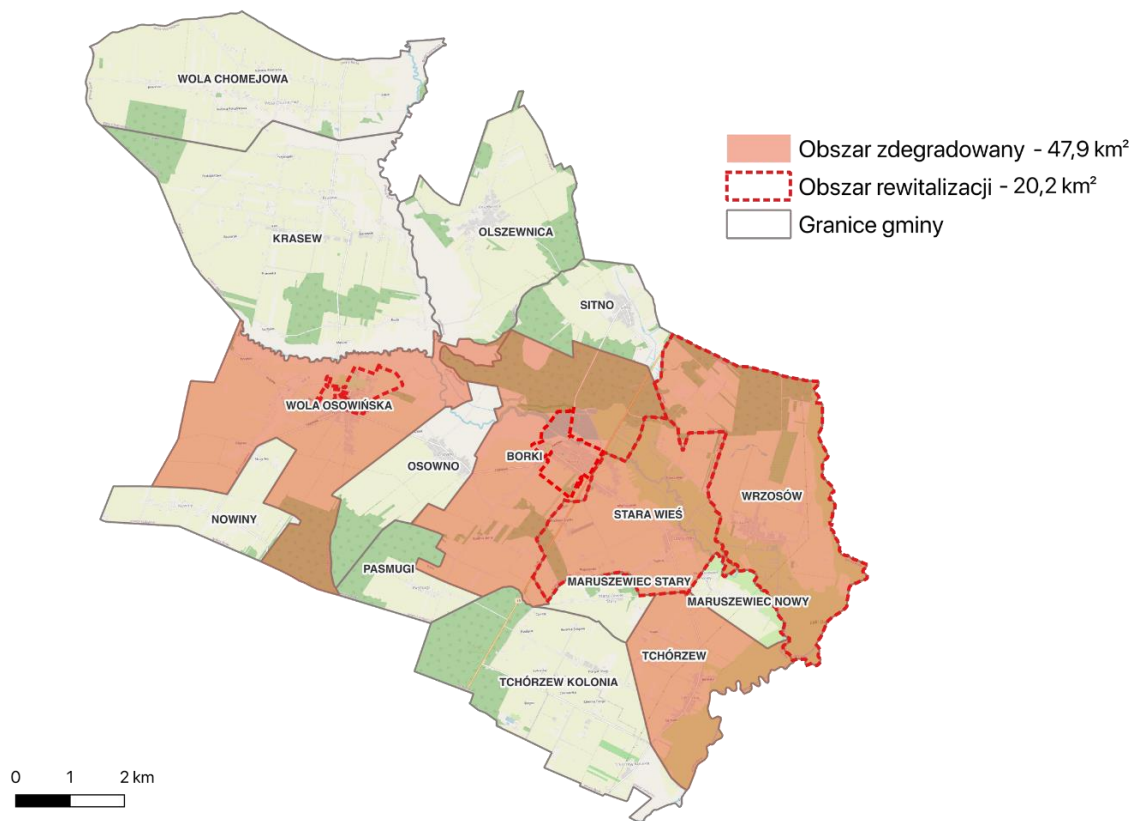 WOLA CHOMEJOWA
Obszar zdegradowany - 47,9 km²
Obszar rewitalizacji - 20,2 km²
Granice gminy
OLSZEWNICA
KRASEW
SITNO
WOLA OSOWIŃSKA
BORKI
OSOWNO
WRZOSÓW
STARA WIEŚ
NOWINY
PASMUGI
MARUSZEWIEC STARY
MARUSZEWIEC NOWY
TCHÓRZEW
TCHÓRZEW KOLONIA
0 1 2 km